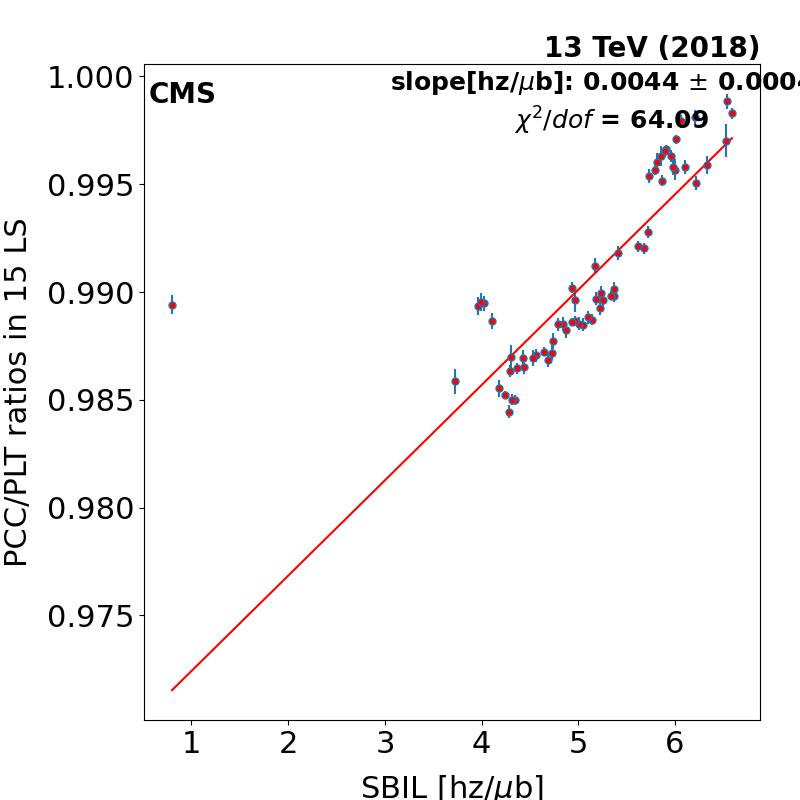 13 TeV (2018)
CMS
slope[hz/μb]: 0.0044 ± 0.0004
χ²/dof = 64.09
1.000
0.995
0.990
0.985
0.980
0.975
PCC/PLT ratios in 15 LS
1 2 3 4 5 6
SBIL [hz/μb]